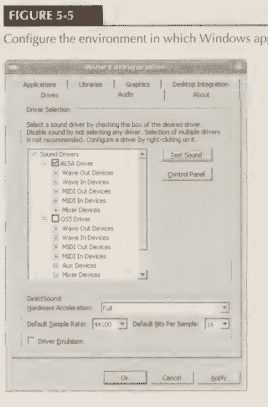 FIGURE 5-5
Configure the environment in which Windows app
Wine configuration
Applications Libraries Graphics Desktop Integration
Drives Audio About
Driver Selection
Select a sound driver by checking the box of the desired driver.
Disable sound by not selecting any driver. Selection of multiple drivers
is not recommended. Configure a driver by right-clicking on it.
Sound Drivers
ALSA Driver
Wave Out Devices
Wave In Devices
MIDI Out Devices
MIDI In Devices
Mixer Devices
OSS Driver
Wave Out Devices
Wave In Devices
MIDI Out Devices
MIDI In Devices
Aux Devices
Mixer Devices
Test Sound
Control Panel
DirectSound
Hardware Acceleration: Full
Default Sample Rate: 44100 Default Bits Per Sample: 16
Driver Emulation
Ok Cancel Apply